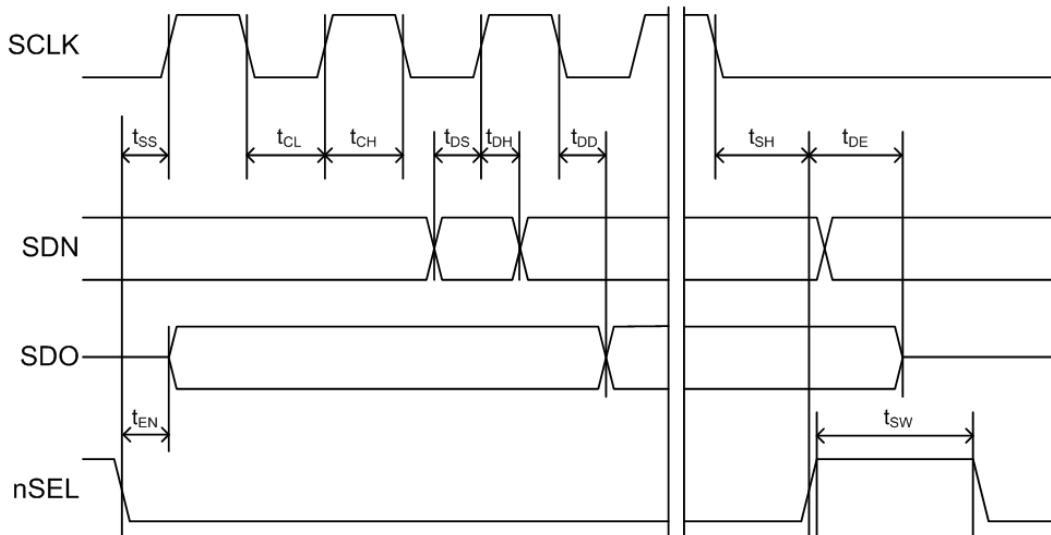 SCLK
tSS
tCL
tCH
tDS
tDH
tDD
tSH
tDE
SDN
SDO
tEN
tSW
nSEL